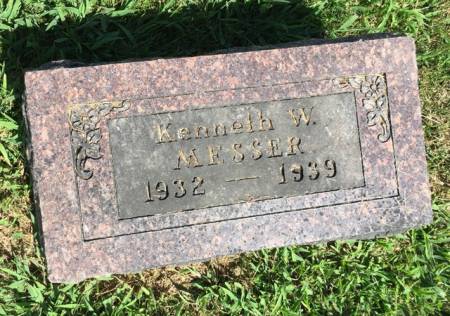 Kenneth W.
MESSER
1932 — 1939